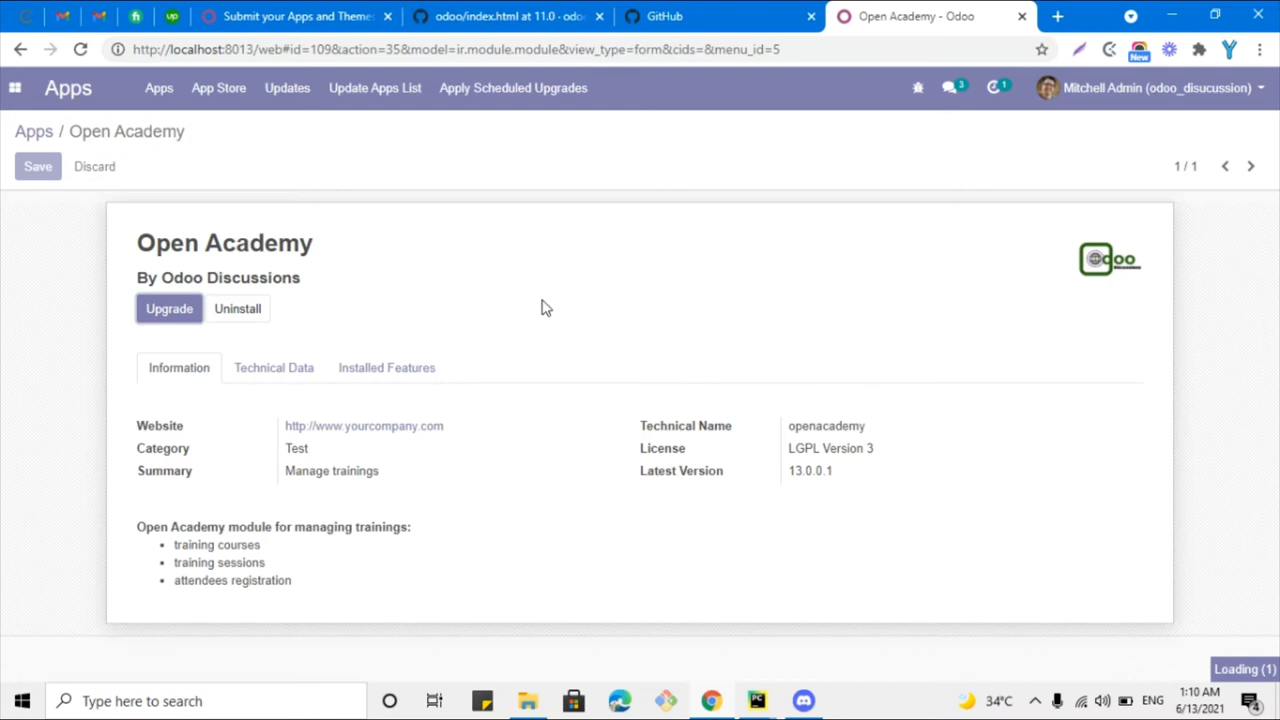 Submit your Apps and Theme
odoo/index.html at 11.0 · odo
GitHub
Open Academy - Odoo
http://localhost:8013/web#id=109&action=35&model=ir.module.module&view_type=form&cids=&menu_id=5
New
Apps
Apps
App Store
Updates
Update Apps List
Apply Scheduled Upgrades
3
1
Mitchell Admin (odoo_disucussion)
Apps / Open Academy
Save
Discard
1 / 1
Open Academy
By Odoo Discussions
Upgrade
Uninstall
Information
Technical Data
Installed Features
Website http://www.yourcompany.com
Category Test
Summary Manage trainings
Technical Name openacademy
License LGPL Version 3
Latest Version 13.0.0.1
Open Academy module for managing trainings:
• training courses
• training sessions
• attendees registration
Loading (1)
Type here to search
PC
34°C
ENG
1:10 AM
6/13/2021
4